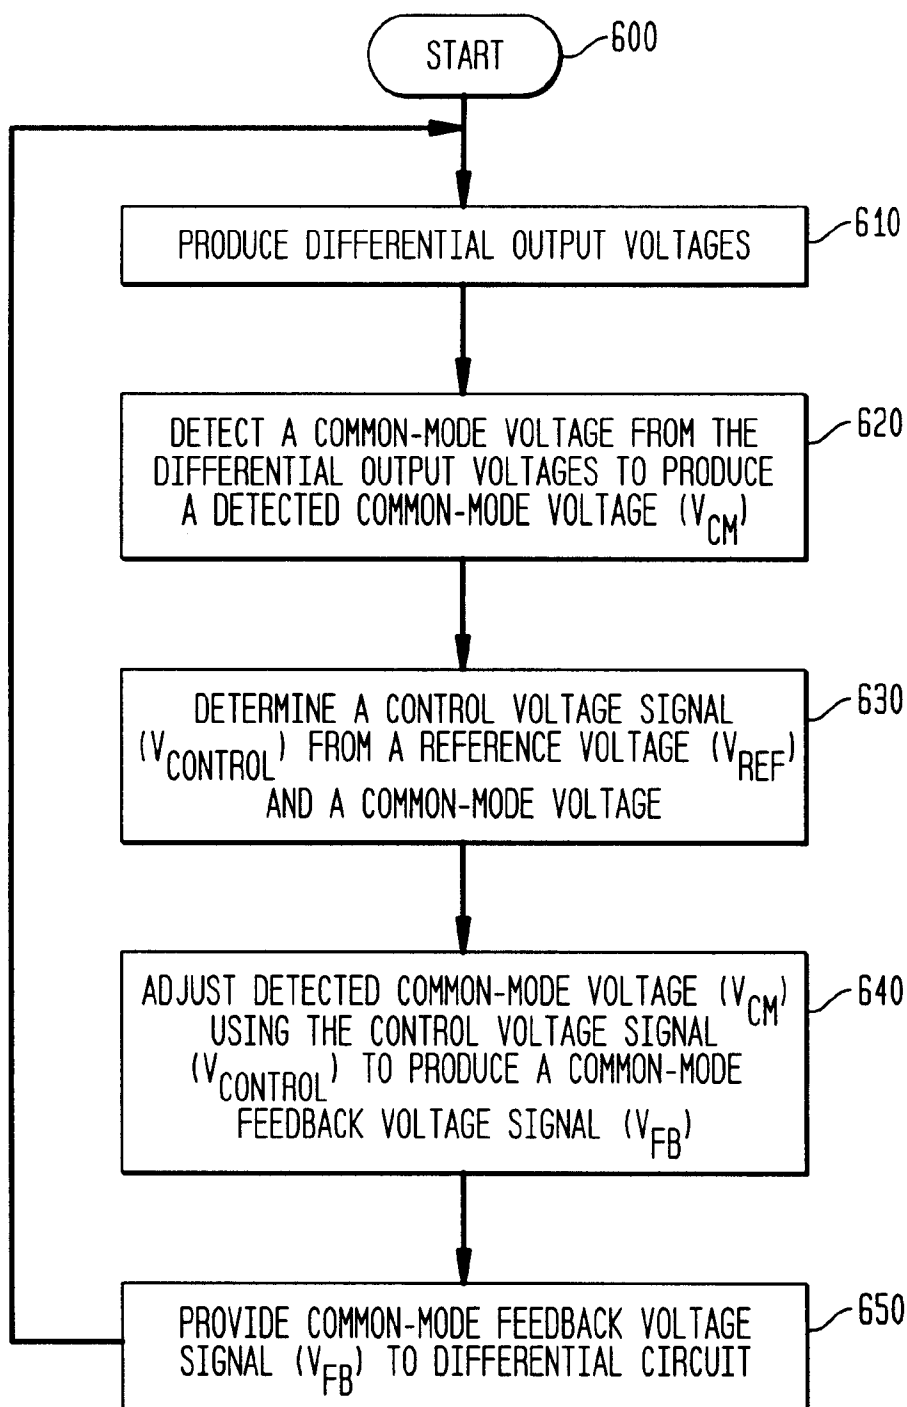 START
600
PRODUCE DIFFERENTIAL OUTPUT VOLTAGES
610
DETECT A COMMON-MODE VOLTAGE FROM THE
DIFFERENTIAL OUTPUT VOLTAGES TO PRODUCE
A DETECTED COMMON-MODE VOLTAGE (VCM)
620
DETERMINE A CONTROL VOLTAGE SIGNAL
(VCONTROL) FROM A REFERENCE VOLTAGE (VREF)
AND A COMMON-MODE VOLTAGE
630
ADJUST DETECTED COMMON-MODE VOLTAGE (VCM)
USING THE CONTROL VOLTAGE SIGNAL
(VCONTROL) TO PRODUCE A COMMON-MODE
FEEDBACK VOLTAGE SIGNAL (VFB)
640
PROVIDE COMMON-MODE FEEDBACK VOLTAGE
SIGNAL (VFB) TO DIFFERENTIAL CIRCUIT
650